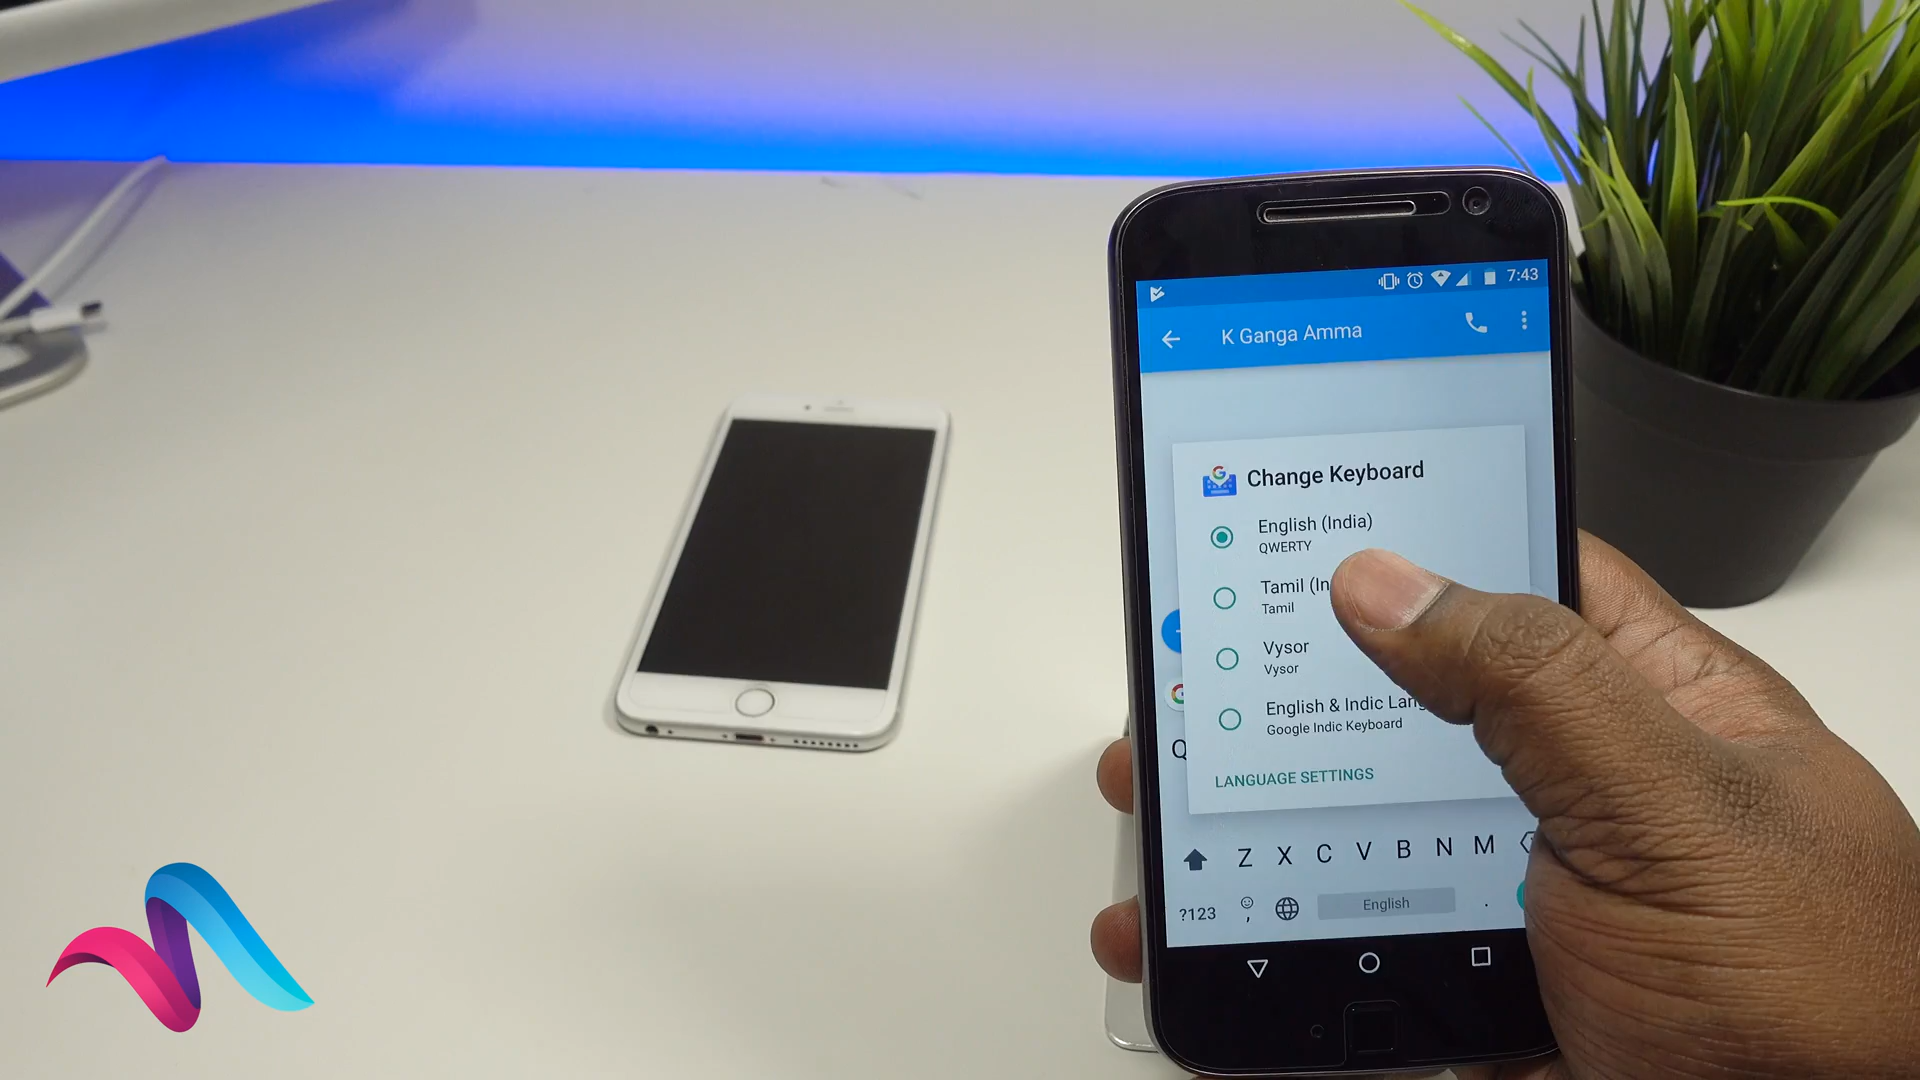 7:43
K Ganga Amma
Change Keyboard
English (India)
QWERTY
Tamil (In
Tamil
Vysor
Vysor
English & Indic Lang
Google Indic Keyboard
LANGUAGE SETTINGS
Q
Z X C V B N M
?123 , English .